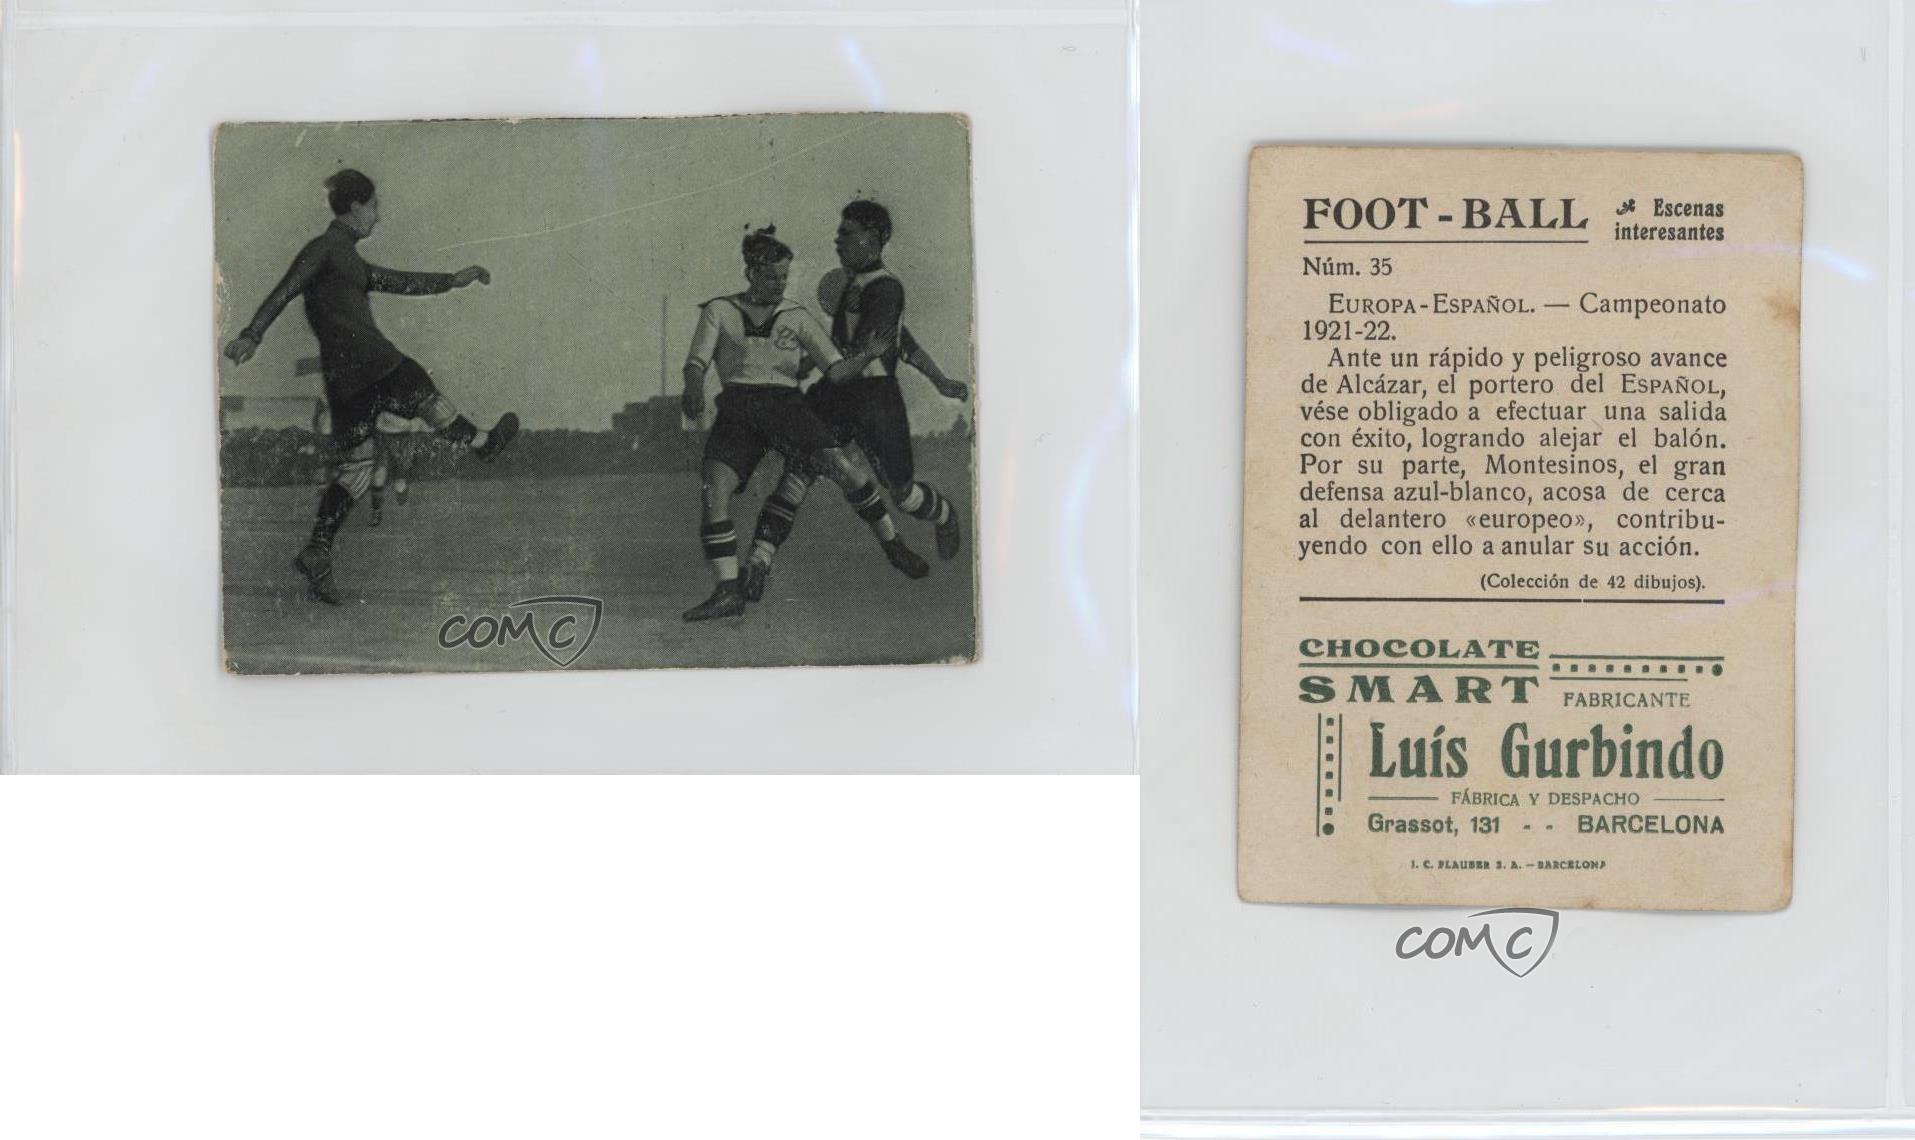 COMC
FOOT-BALL Escenas
interesantes
Núm. 35
EUROPA-ESPAÑOL. — Campeonato
1921-22.
Ante un rápido y peligroso avance
de Alcázar, el portero del ESPAÑOL,
vése obligado a efectuar una salida
con éxito, logrando alejar el balón.
Por su parte, Montesinos, el gran
defensa azul-blanco, acosa de cerca
al delantero «europeo», contribu-
yendo con ello a anular su acción.
(Colección de 42 dibujos).
CHOCOLATE
SMART FABRICANTE
Luís Gurbindo
FÁBRICA Y DESPACHO
Grassot, 131 - - BARCELONA
I. C. PLAUBER S. A. – BARCELONA
COMC